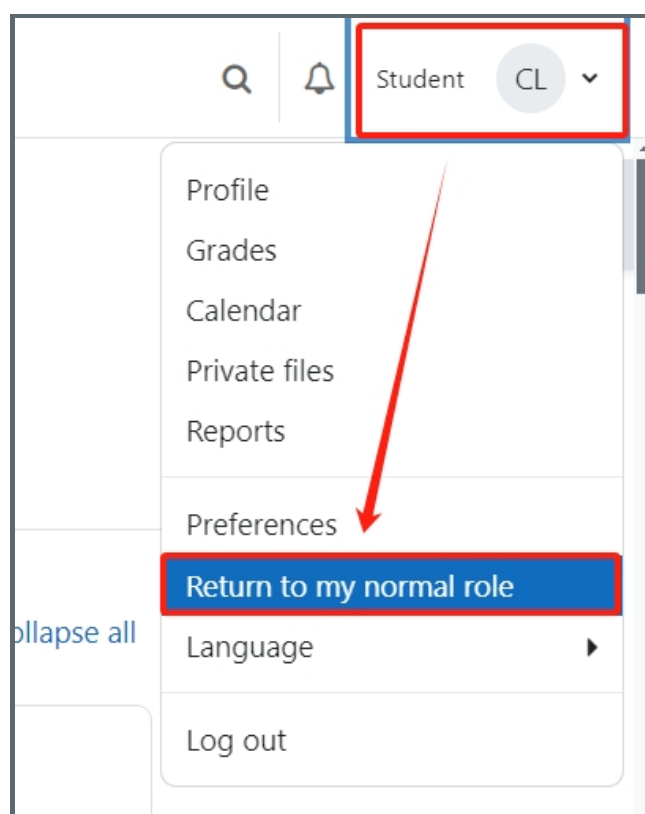 Student CL
Profile
Grades
Calendar
Private files
Reports
Preferences
Return to my normal role
ollapse all
Language
Log out